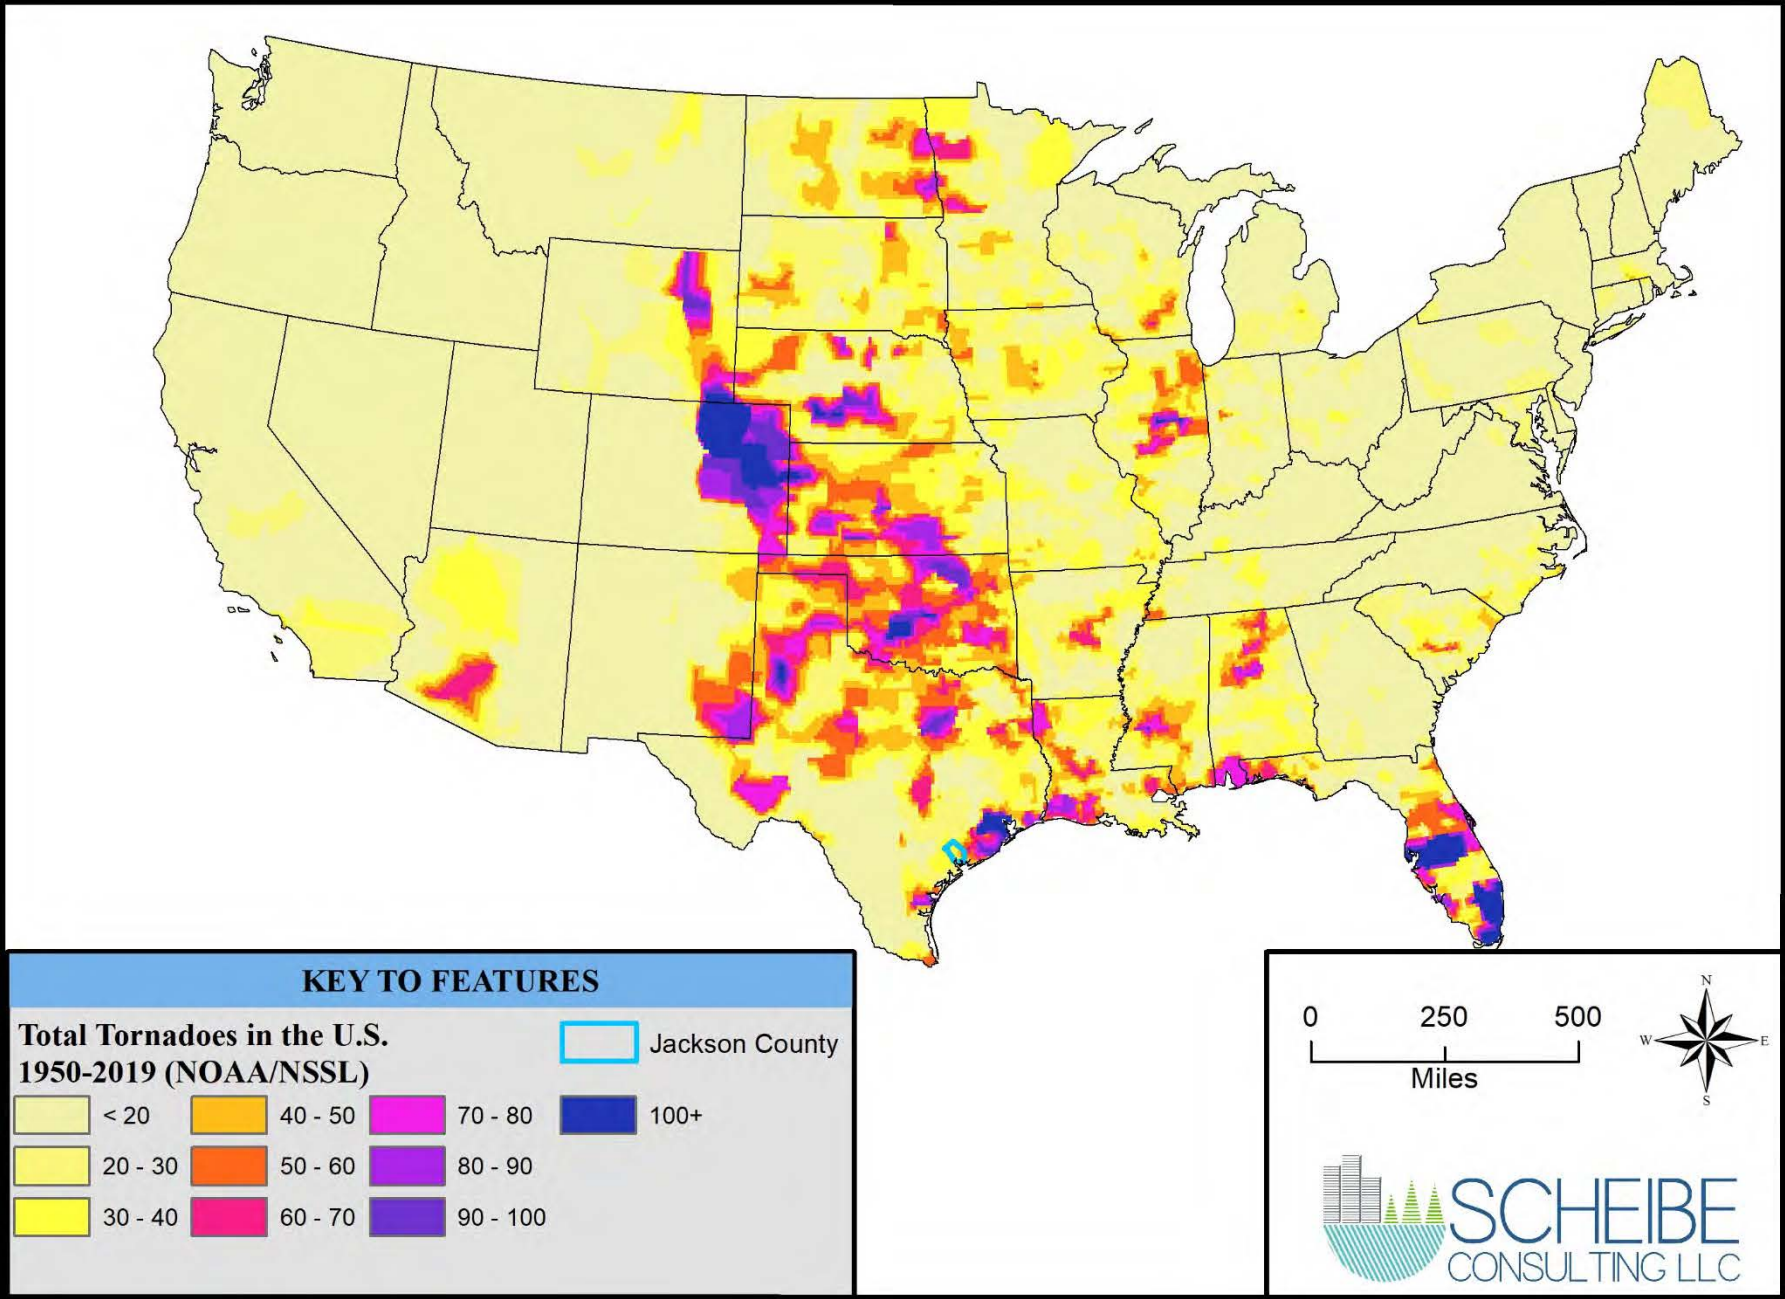 KEY TO FEATURES
Total Tornadoes in the U.S.
1950-2019 (NOAA/NSSL)
Jackson County
< 20
40 - 50
70 - 80
100+
20 - 30
50 - 60
80 - 90
30 - 40
60 - 70
90 - 100
0 250 500
Miles
N
W E
S
SCHEIBE
CONSULTING LLC